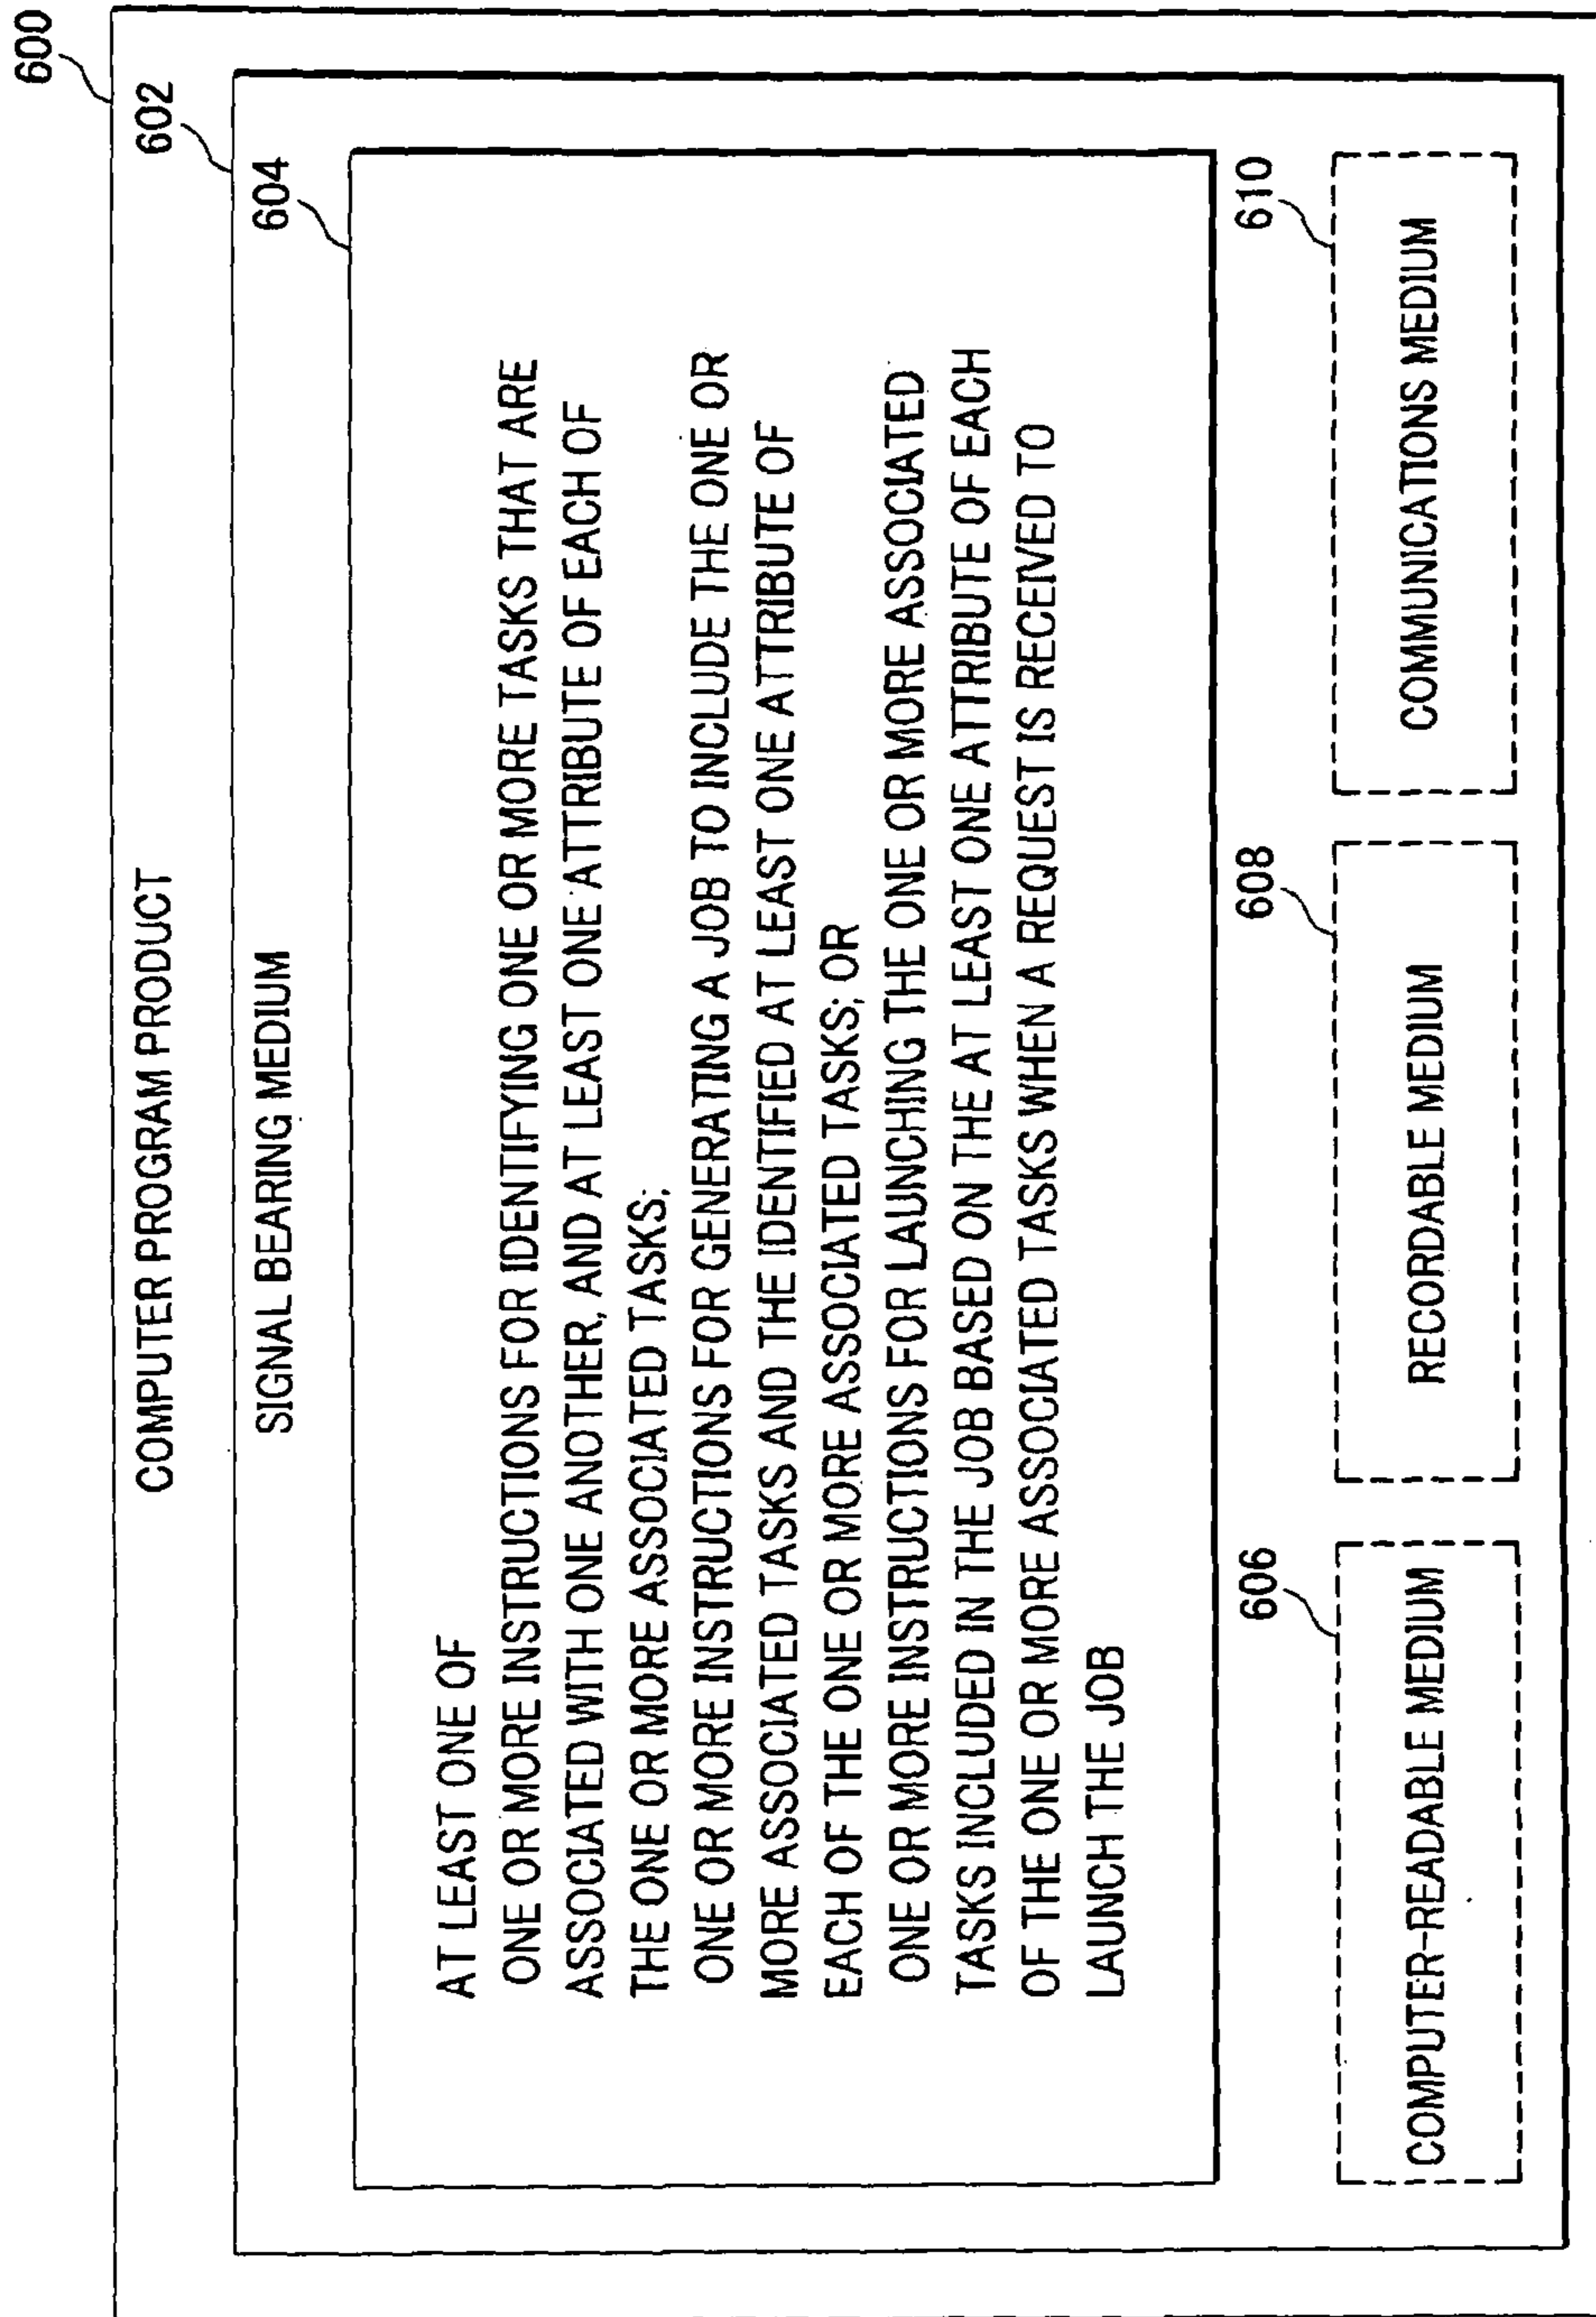 600
COMPUTER PROGRAM PRODUCT
602
SIGNAL BEARING MEDIUM
604
AT LEAST ONE OF
ONE OR MORE INSTRUCTIONS FOR IDENTIFYING ONE OR MORE TASKS THAT ARE
ASSOCIATED WITH ONE ANOTHER, AND AT LEAST ONE ATTRIBUTE OF EACH OF
THE ONE OR MORE ASSOCIATED TASKS;
ONE OR MORE INSTRUCTIONS FOR GENERATING A JOB TO INCLUDE THE ONE OR
MORE ASSOCIATED TASKS AND THE IDENTIFIED AT LEAST ONE ATTRIBUTE OF
EACH OF THE ONE OR MORE ASSOCIATED TASKS; OR
ONE OR MORE INSTRUCTIONS FOR LAUNCHING THE ONE OR MORE ASSOCIATED
TASKS INCLUDED IN THE JOB BASED ON THE AT LEAST ONE ATTRIBUTE OF EACH
OF THE ONE OR MORE ASSOCIATED TASKS WHEN A REQUEST IS RECEIVED TO
LAUNCH THE JOB
606
COMPUTER-READABLE MEDIUM
608
RECORDABLE MEDIUM
610
COMMUNICATIONS MEDIUM